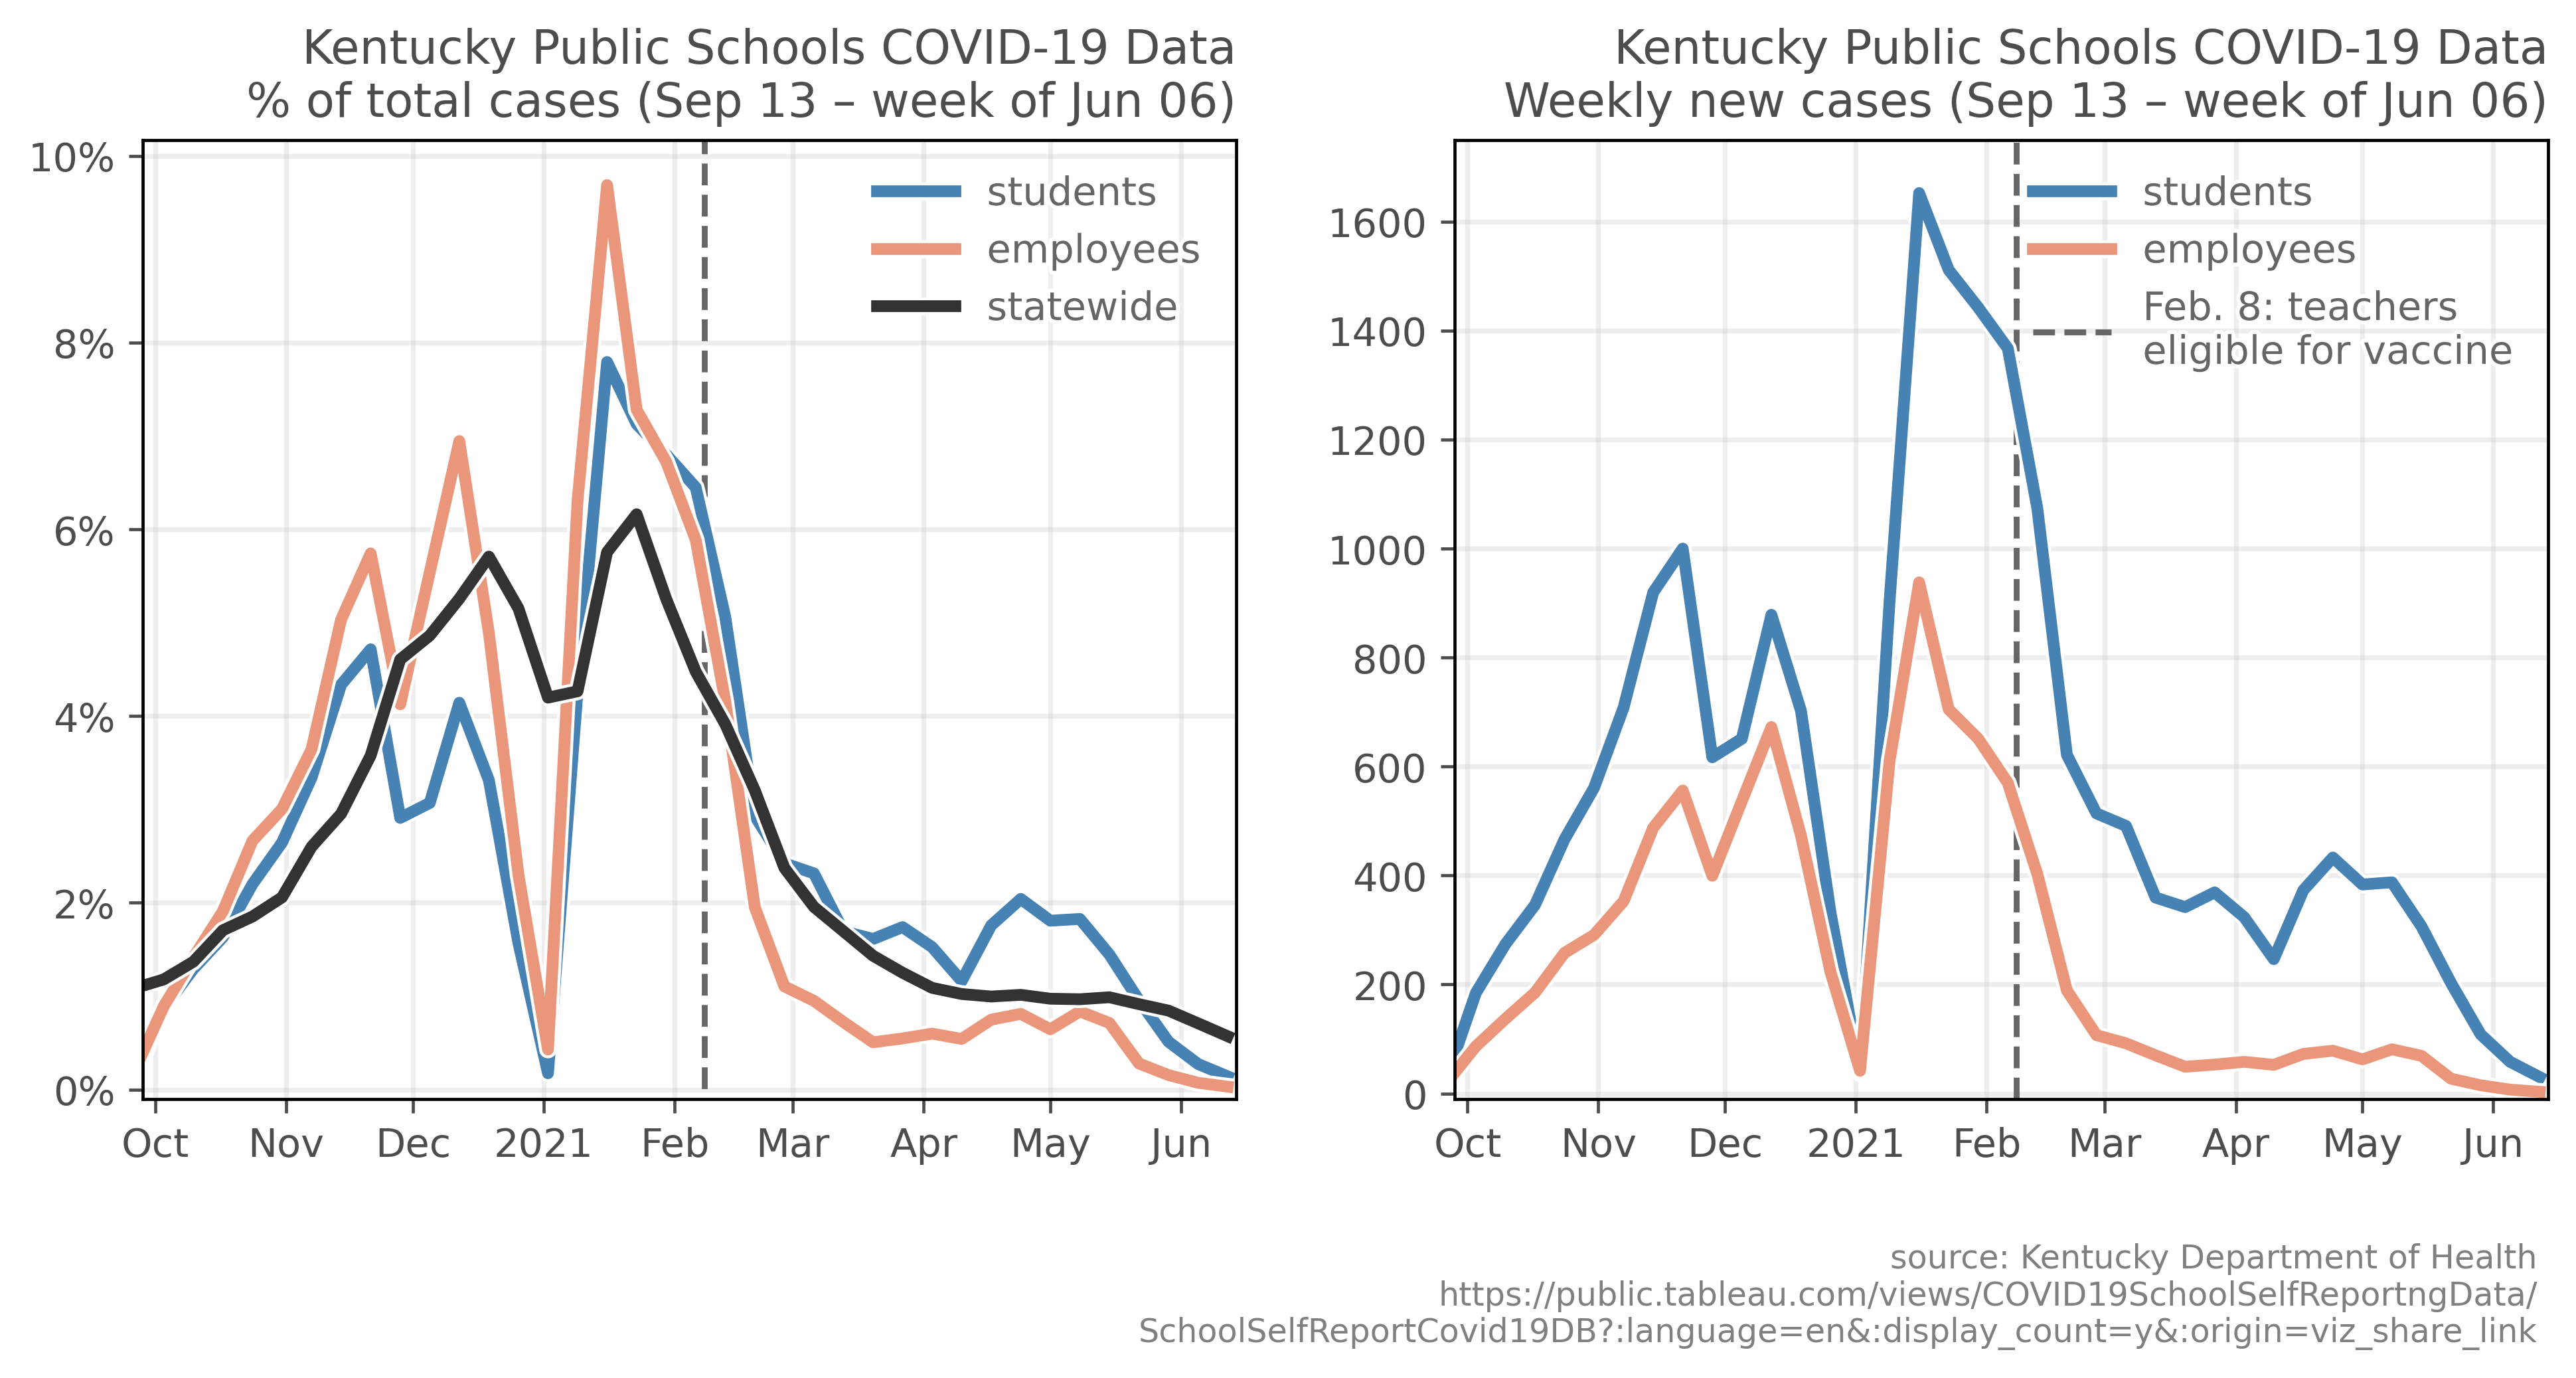 Kentucky Public Schools COVID-19 Data
% of total cases (Sep 13 – week of Jun 06)
10%
8%
6%
4%
2%
0%
Oct
Nov
Dec
2021
Feb
Mar
Apr
May
Jun
students
employees
statewide
Kentucky Public Schools COVID-19 Data
Weekly new cases (Sep 13 – week of Jun 06)
1600
1400
1200
1000
800
600
400
200
0
Oct
Nov
Dec
2021
Feb
Mar
Apr
May
Jun
students
employees
Feb. 8: teachers
eligible for vaccine
source: Kentucky Department of Health
https://public.tableau.com/views/COVID19SchoolSelfReportngData/
SchoolSelfReportCovid19DB?:language=en&:display_count=y&:origin=viz_share_link